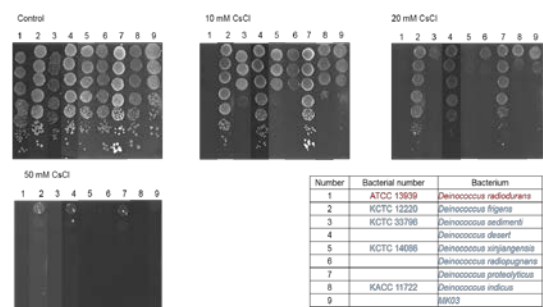 Control
1 2 3 4 5 6 7 8 9
10 mM CsCl
1 2 3 4 5 6 7 8 9
20 mM CsCl
1 2 3 4 5 6 7 8 9
50 mM CsCl
1 2 3 4 5 6 7 8 9
Number Bacterial number Bacterium
1 ATCC 13939 Deinococcus radiodurans
2 KCTC 12220 Deinococcus frigens
3 KCTC 33796 Deinococcus sedimenti
4 Deinococcus desert
5 KCTC 14086 Deinococcus xinjiangensis
6 Deinococcus radiopugnans
7 Deinococcus proteolyticus
8 KACC 11722 Deinococcus indicus
9 MK03